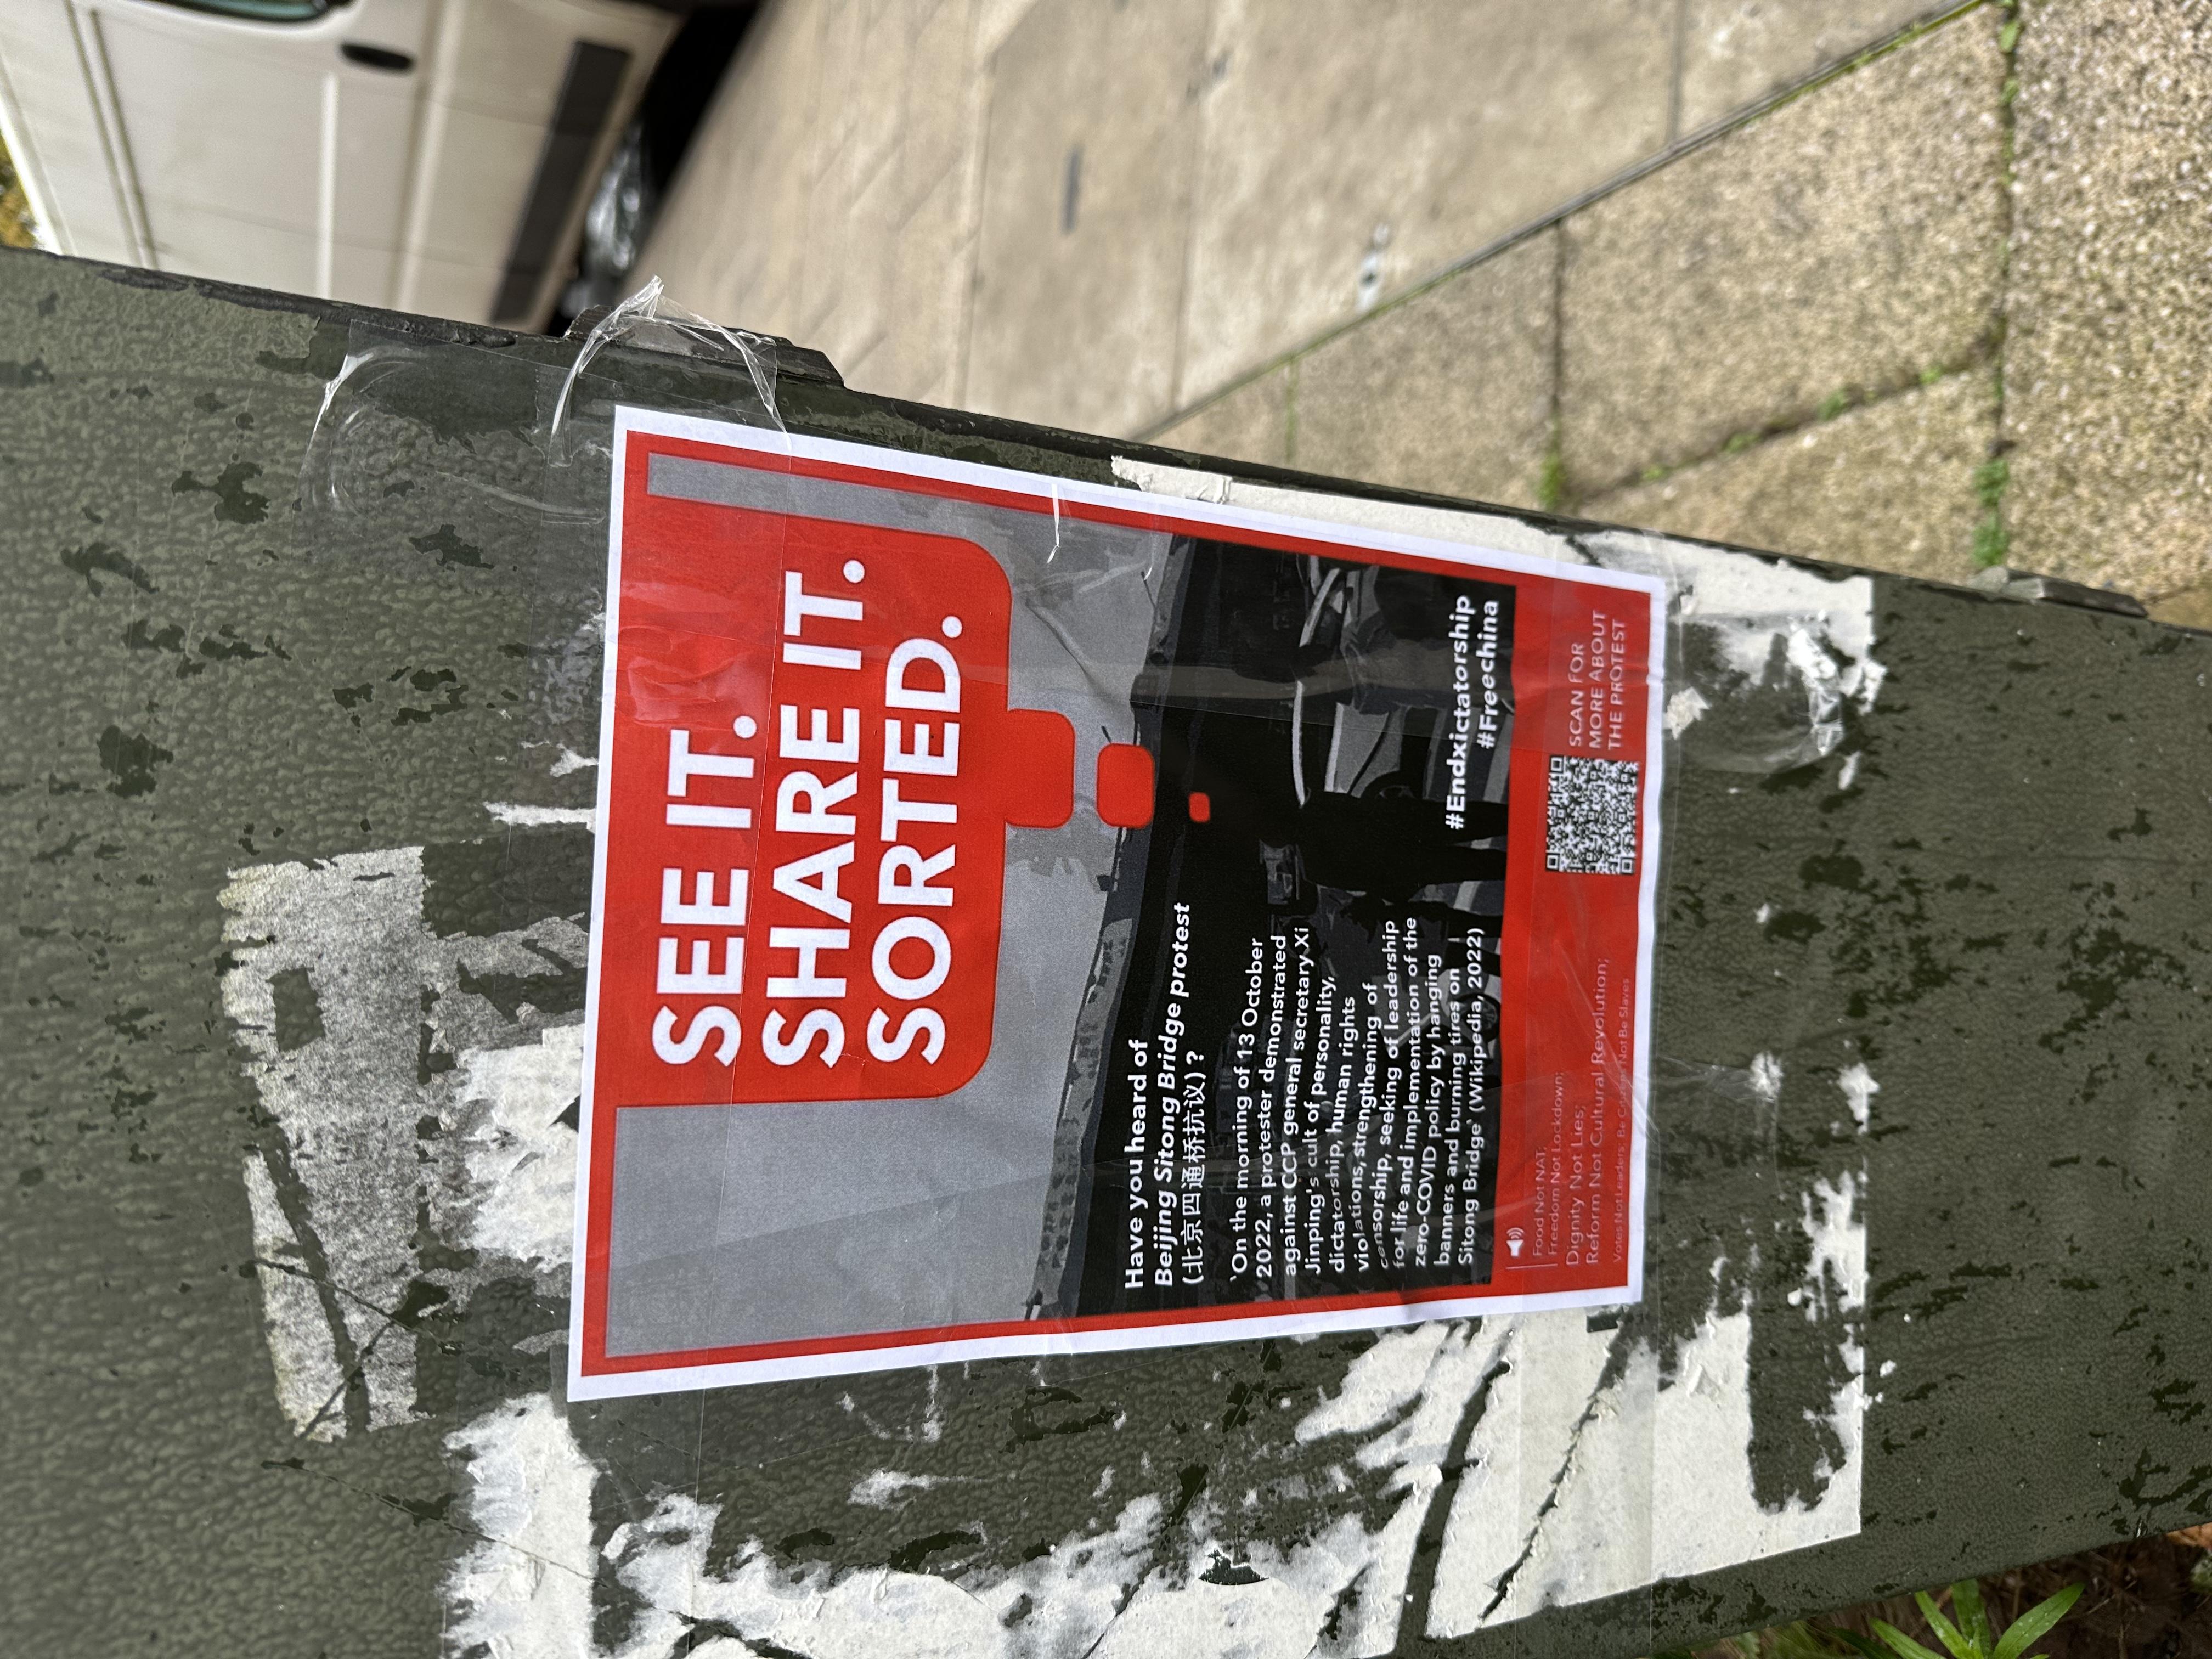 SEE IT.
SHARE IT.
SORTED.
Have you heard of
Beijing Sitong Bridge protest
(北京四通桥抗议)?
'On the morning of 13 October
2022, a protester demonstrated
against CCP general secretary Xi
Jinping's cult of personality,
dictatorship, human rights
violations, strengthening of
censorship, seeking of leadership
for life and implementation of the
zero-COVID policy by hanging
banners and burning tires on
Sitong Bridge' (Wikipedia, 2022)
#Endxictatorship
#Freechina
Food Not NAT;
Freedom Not Lockdown;
Dignity Not Lies;
Reform Not Cultural Revolution;
Votes Not Leaders; Be Citizens Not Be Slaves
SCAN FOR
MORE ABOUT
THE PROTEST